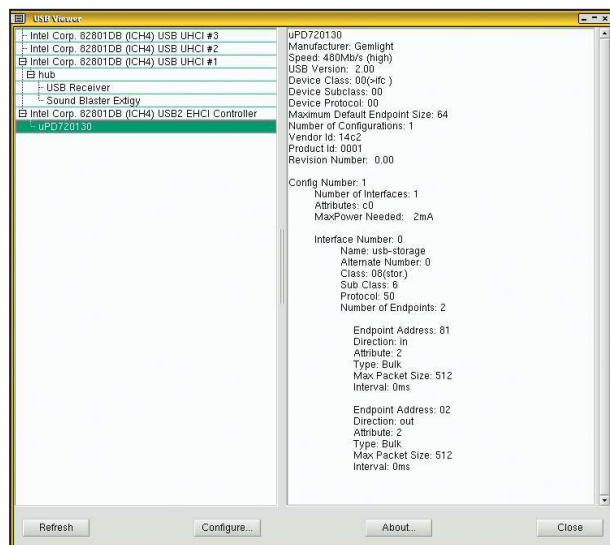 USB Viewer
Intel Corp. 82801DB (ICH4) USB UHCI #3
Intel Corp. 82801DB (ICH4) USB UHCI #2
Intel Corp. 82801DB (ICH4) USB UHCI #1
hub
USB Receiver
Sound Blaster Extigy
Intel Corp. 82801DB (ICH4) USB2 EHCI Controller
uPD720130
uPD720130
Manufacturer: Gemlight
Speed: 480Mb/s (high)
USB Version: 2.00
Device Class: 00(>ifc )
Device Subclass: 00
Device Protocol: 00
Maximum Default Endpoint Size: 64
Number of Configurations: 1
Vendor Id: 14c2
Product Id: 0001
Revision Number: 0.00
Config Number: 1
Number of Interfaces: 1
Attributes: c0
MaxPower Needed: 2mA
Interface Number: 0
Name: usb-storage
Alternate Number: 0
Class: 08(stor.)
Sub Class: 6
Protocol: 50
Number of Endpoints: 2
Endpoint Address: 81
Direction: in
Attribute: 2
Type: Bulk
Max Packet Size: 512
Interval: 0ms
Endpoint Address: 02
Direction: out
Attribute: 2
Type: Bulk
Max Packet Size: 512
Interval: 0ms
Refresh
Configure...
About...
Close